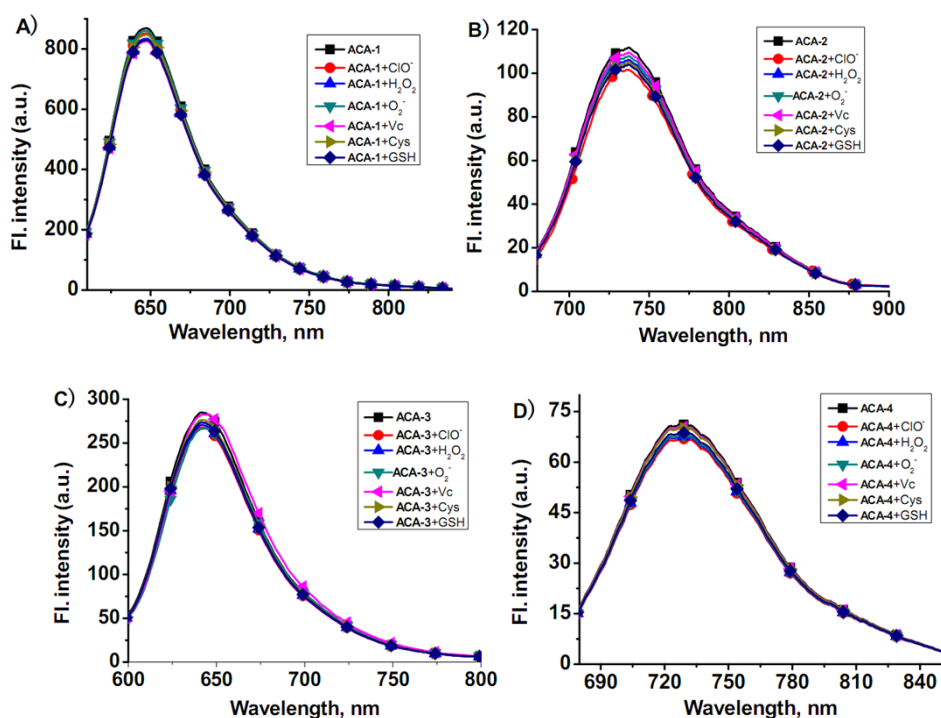 A)
Fl. intensity (a.u.)
800
600
400
200
0
650
700
750
800
Wavelength, nm
ACA-1
ACA-1+ClO⁻
ACA-1+H₂O₂
ACA-1+O₂⁻
ACA-1+Vc
ACA-1+Cys
ACA-1+GSH
B)
Fl. intensity (a.u.)
120
100
80
60
40
20
0
700
750
800
850
900
Wavelength, nm
ACA-2
ACA-2+ClO⁻
ACA-2+H₂O₂
ACA-2+O₂⁻
ACA-2+Vc
ACA-2+Cys
ACA-2+GSH
C)
Fl. intensity (a.u.)
300
250
200
150
100
50
0
600
650
700
750
800
Wavelength, nm
ACA-3
ACA-3+ClO⁻
ACA-3+H₂O₂
ACA-3+O₂⁻
ACA-3+Vc
ACA-3+Cys
ACA-3+GSH
D)
Fl. intensity (a.u.)
75
60
45
30
15
0
690
720
750
780
810
840
Wavelength, nm
ACA-4
ACA-4+ClO⁻
ACA-4+H₂O₂
ACA-4+O₂⁻
ACA-4+Vc
ACA-4+Cys
ACA-4+GSH